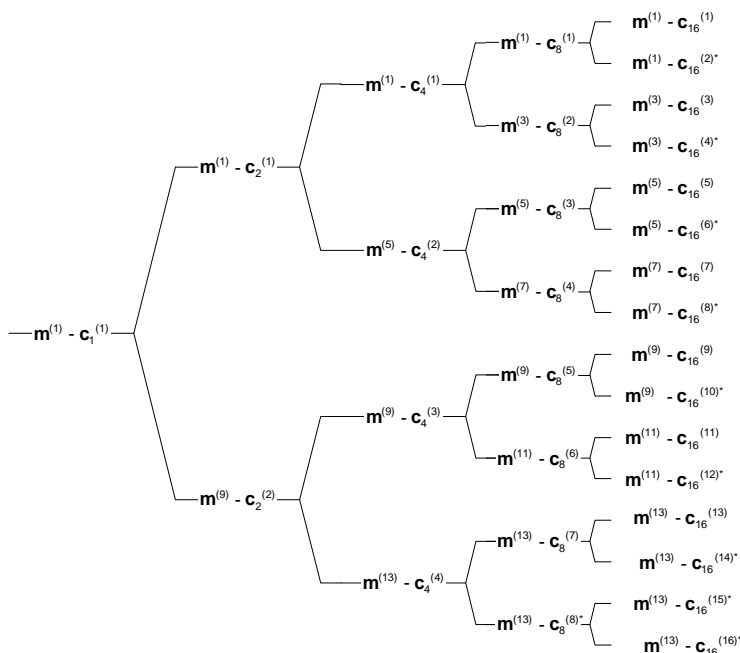 m(1) - c16(1)
m(1) - c8(1)
m(1) - c16(2)*
m(1) - c4(1)
m(3) - c16(3)
m(3) - c8(2)
m(3) - c16(4)*
m(1) - c2(1)
m(5) - c16(5)
m(5) - c8(3)
m(5) - c16(6)*
m(5) - c4(2)
m(7) - c16(7)
m(7) - c8(4)
m(7) - c16(8)*
m(1) - c1(1)
m(9) - c16(9)
m(9) - c8(5)
m(9) - c16(10)*
m(9) - c4(3)
m(11) - c16(11)
m(11) - c8(6)
m(11) - c16(12)*
m(9) - c2(2)
m(13) - c16(13)
m(13) - c8(7)
m(13) - c16(14)*
m(13) - c4(4)
m(13) - c16(15)*
m(13) - c8(8)*
m(13) - c16(16)*